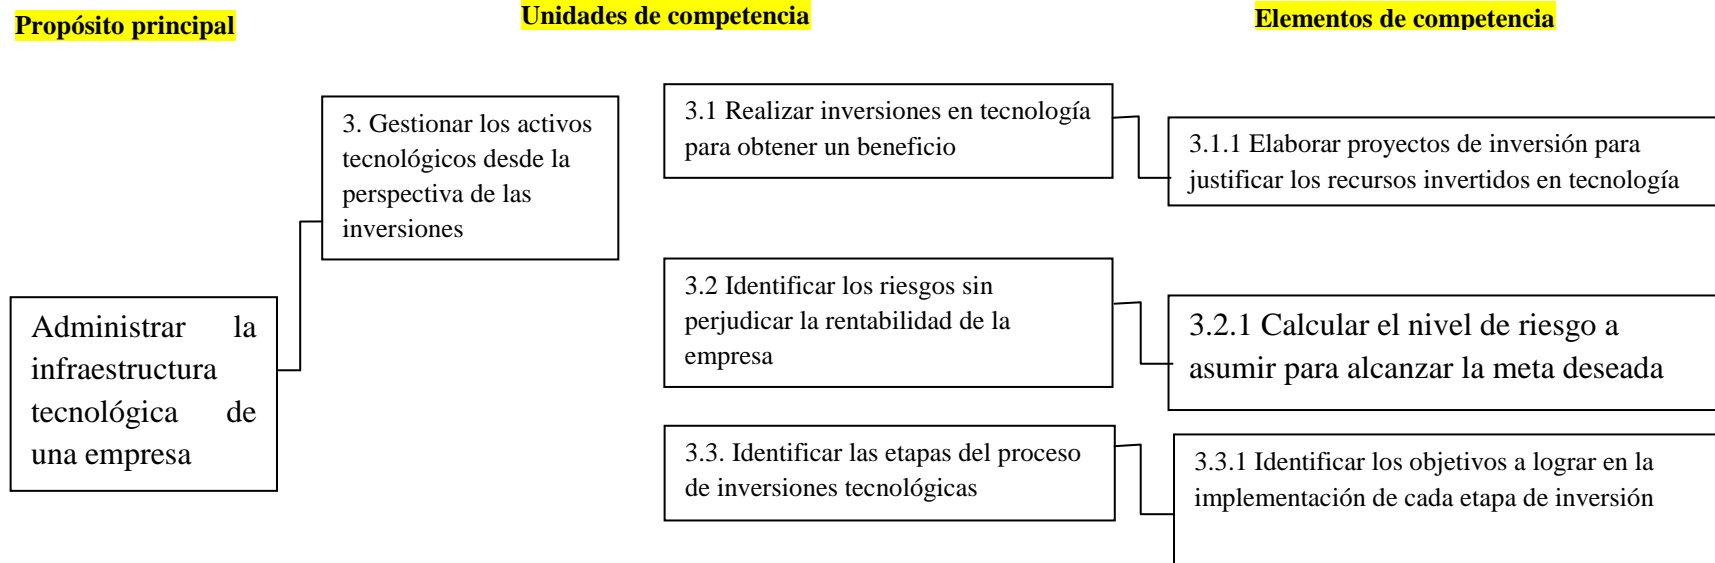 Propósito principal
Unidades de competencia
Elementos de competencia
Administrar la
infraestructura
tecnológica de
una empresa
3. Gestionar los activos
tecnológicos desde la
perspectiva de las
inversiones
3.1 Realizar inversiones en tecnología
para obtener un beneficio
3.1.1 Elaborar proyectos de inversión para
justificar los recursos invertidos en tecnología
3.2 Identificar los riesgos sin
perjudicar la rentabilidad de la
empresa
3.2.1 Calcular el nivel de riesgo a
asumir para alcanzar la meta deseada
3.3. Identificar las etapas del proceso
de inversiones tecnológicas
3.3.1 Identificar los objetivos a lograr en la
implementación de cada etapa de inversión